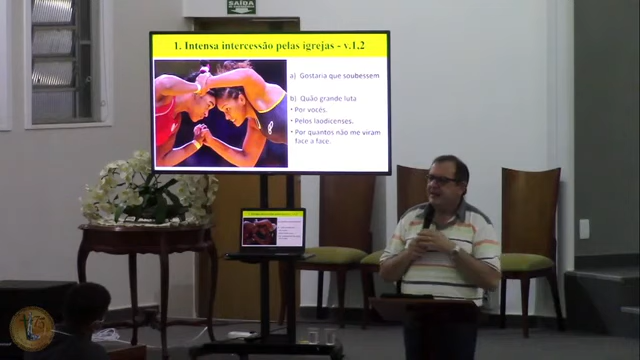 SAÍDA
1. Intensa intercessão pelas igrejas - v.1.2
a) Gostaria que soubessem
b) Quão grande luta
• Por vocês.
• Pelos laodicenses.
• Por quantos não me viram
face a face.